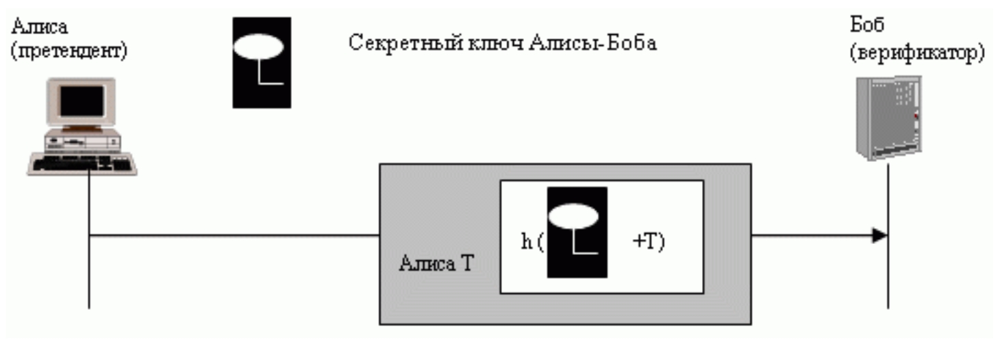 Алиса
(претендент)
Секретный ключ Алисы-Боба
Боб
(верификатор)
Алиса T
h (
+T)